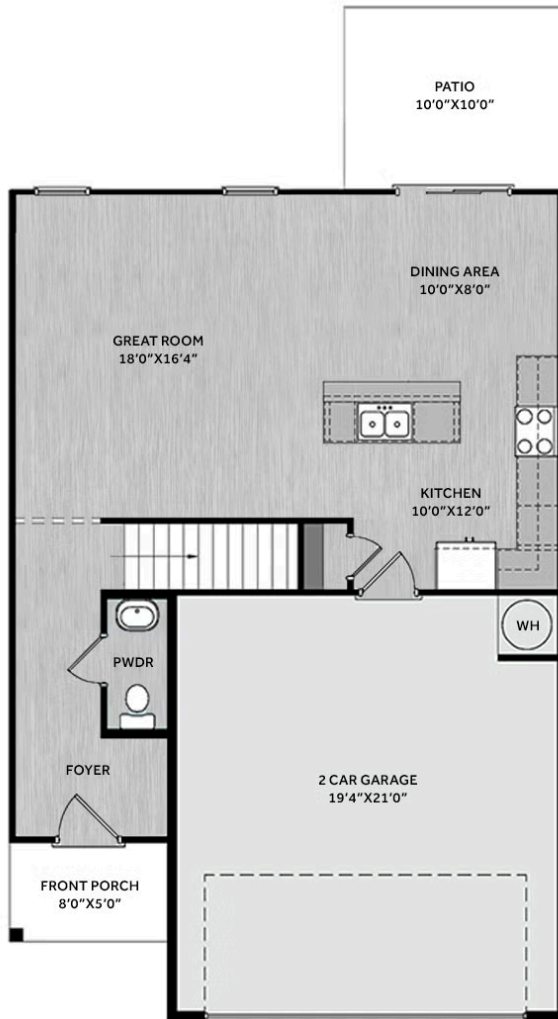 PATIO
10'0"X10'0"
DINING AREA
10'0"X8'0"
GREAT ROOM
18'0"X16'4"
KITCHEN
10'0"X12'0"
WH
PWDR
FOYER
2 CAR GARAGE
19'4"X21'0"
FRONT PORCH
8'0"X5'0"